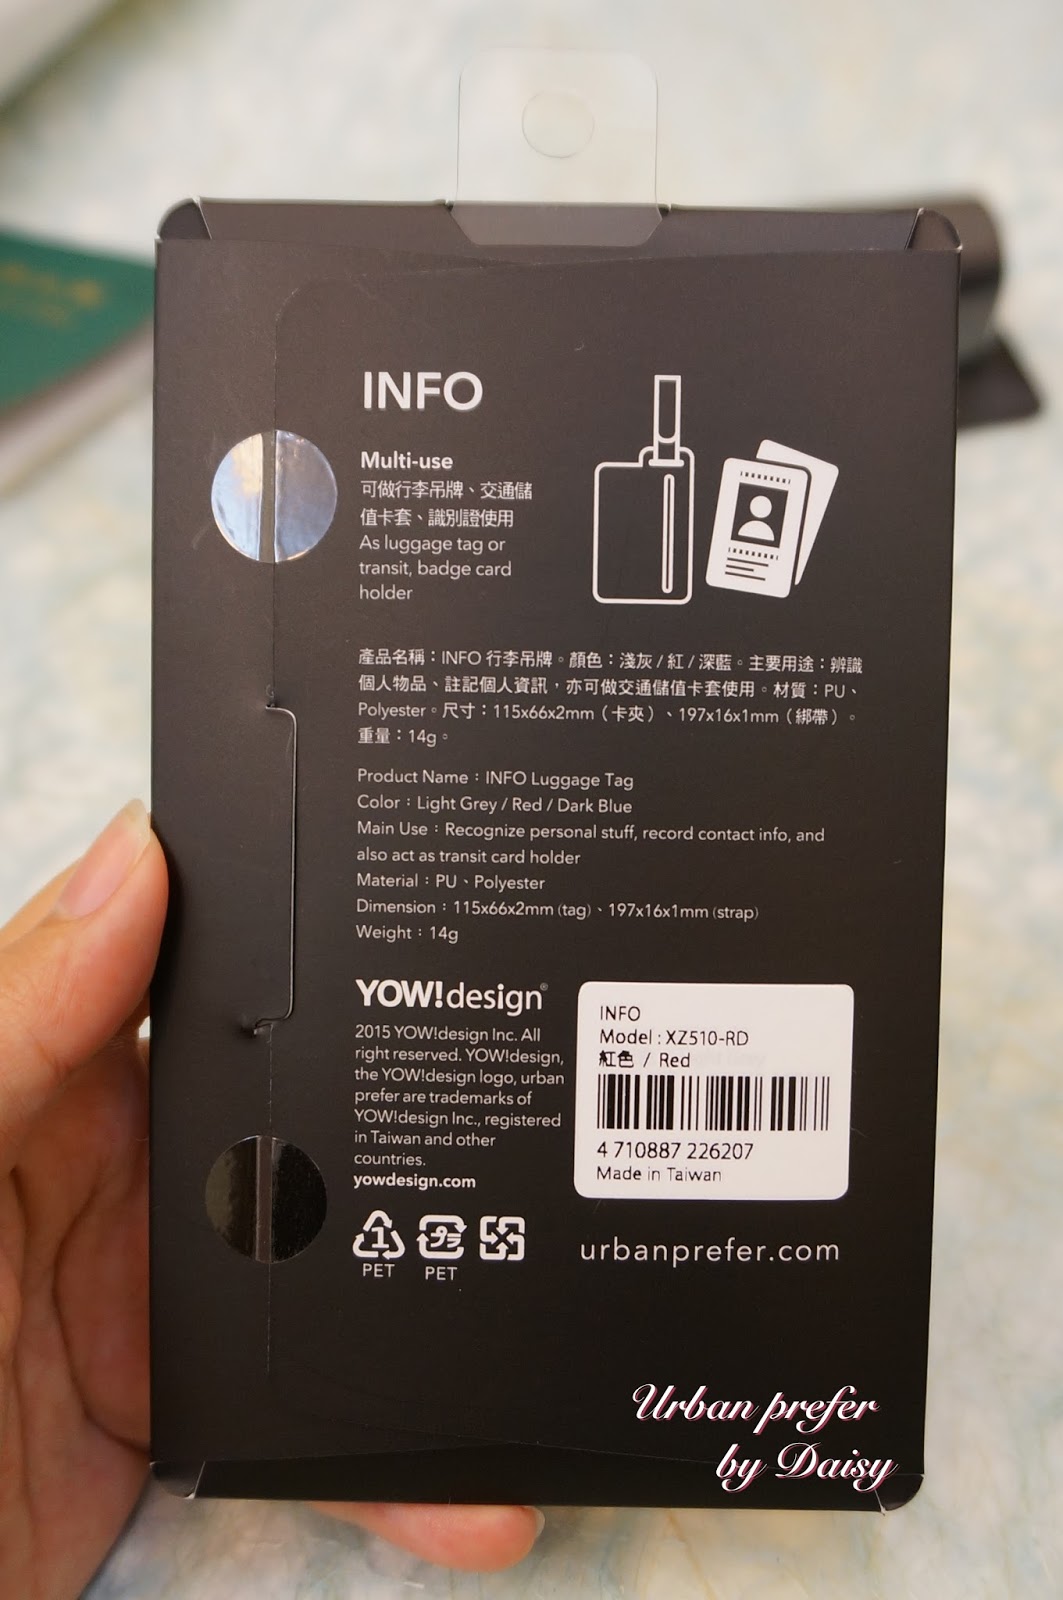 INFO
Multi-use
可做行李吊牌、交通儲
值卡套、識別證使用
As luggage tag or
transit, badge card
holder
產品名稱：INFO 行李吊牌。顏色：淺灰 / 紅 / 深藍。主要用途：辨識
個人物品、註記個人資訊，亦可做交通儲值卡套使用。材質：PU、
Polyester。尺寸：115x66x2mm（卡夾）、197x16x1mm（綁帶）。
重量：14g。
Product Name：INFO Luggage Tag
Color：Light Grey / Red / Dark Blue
Main Use：Recognize personal stuff, record contact info, and
also act as transit card holder
Material：PU、Polyester
Dimension：115x66x2mm (tag)、197x16x1mm (strap)
Weight：14g
YOW!design®
2015 YOW!design Inc. All
right reserved. YOW!design,
the YOW!design logo, urban
prefer are trademarks of
YOW!design Inc., registered
in Taiwan and other
countries.
yowdesign.com
INFO
Model : XZ510-RD
紅色 / Red
4 710887 226207
Made in Taiwan
1
PET
プラ
PET
urbanprefer.com
Urban prefer
by Daisy